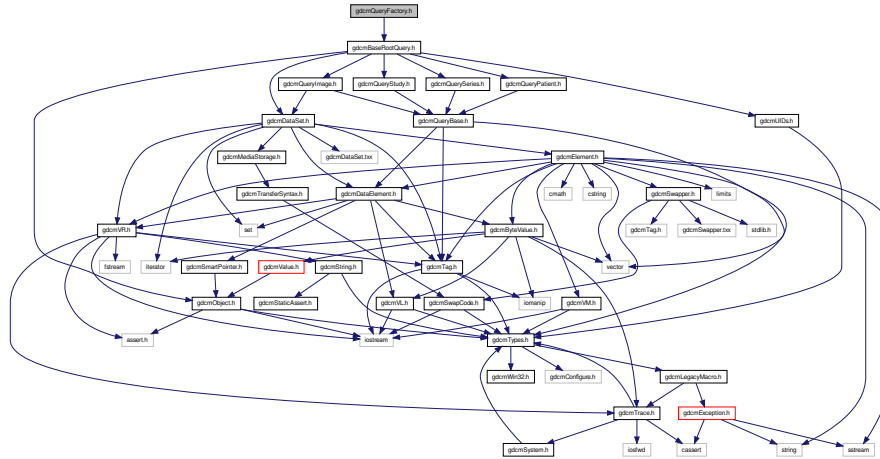 gdcmQueryFactory.h
gdcmBaseRootQuery.h
gdcmQueryImage.h
gdcmQueryStudy.h
gdcmQuerySeries.h
gdcmQueryPatient.h
gdcmDataSet.h
gdcmQueryBase.h
gdcmUIDs.h
gdcmMediaStorage.h
gdcmDataSet.txx
gdcmElement.h
gdcmTransferSyntax.h
gdcmDataElement.h
cmath
cstring
gdcmSwapper.h
limits
gdcmVR.h
set
gdcmByteValue.h
gdcmTag.h
gdcmSwapper.txx
stdlib.h
fstream
iterator
gdcmSmartPointer.h
gdcmValue.h
gdcmString.h
gdcmTag.h
vector
gdcmObject.h
gdcmStaticAssert.h
gdcmVL.h
gdcmSwapCode.h
iomanip
gdcmVM.h
assert.h
iostream
gdcmTypes.h
gdcmWin32.h
gdcmConfigure.h
gdcmLegacyMacro.h
gdcmTrace.h
gdcmException.h
gdcmSystem.h
iosfwd
cassert
string
sstream